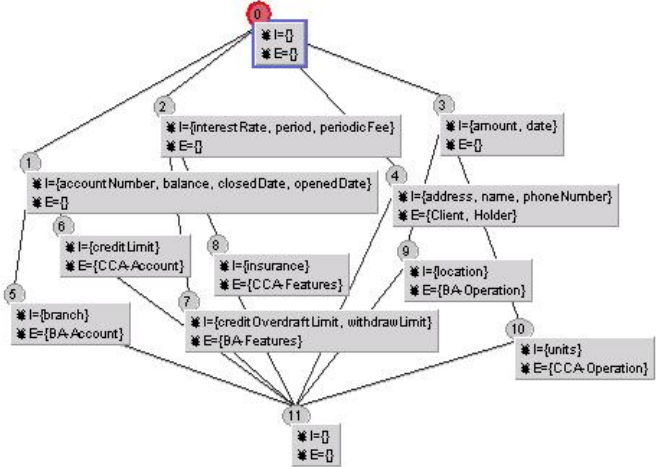 0
I={}
E={}
2
I={interestRate, period, periodicFee}
E={}
3
I={amount, date}
E={}
1
I={accountNumber, balance, closedDate, openedDate}
E={}
4
I={address, name, phoneNumber}
E={Client, Holder}
6
I={creditLimit}
E={CCA-Account}
8
I={insurance}
E={CCA-Features}
9
I={location}
E={BA-Operation}
5
I={branch}
E={BA-Account}
7
I={creditOverdraftLimit, withdrawLimit}
E={BA-Features}
10
I={units}
E={CCA-Operation}
11
I={}
E={}